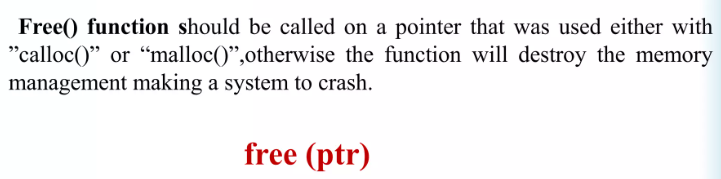 Free() function should be called on a pointer that was used either with
”calloc()” or “malloc()”,otherwise the function will destroy the memory
management making a system to crash.
free (ptr)